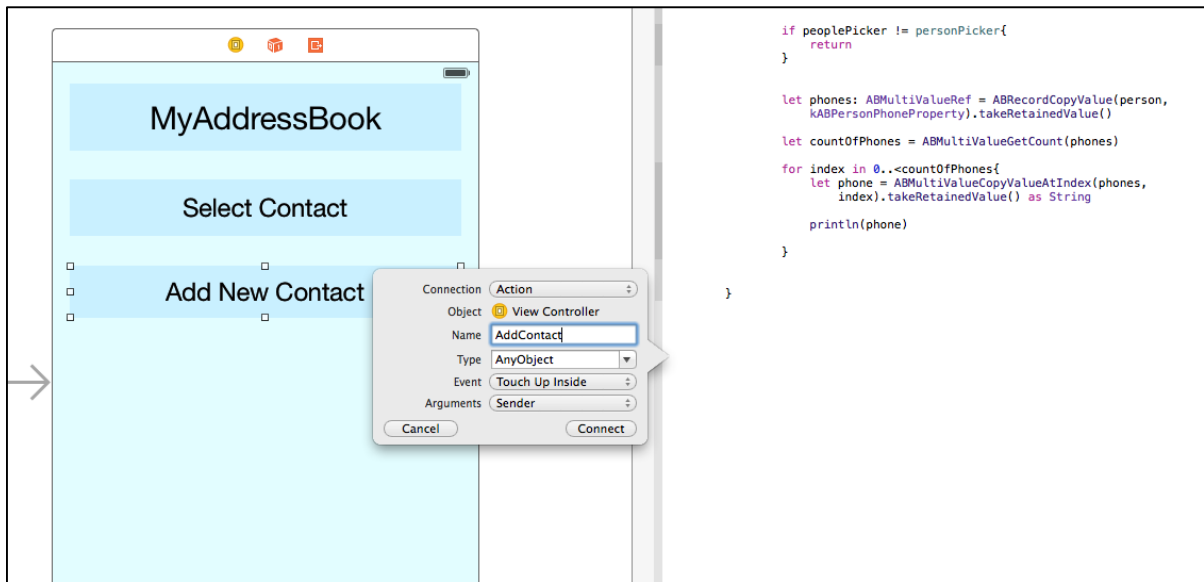 MyAddressBook
Select Contact
Add New Contact
Connection Action
Object View Controller
Name AddContact
Type AnyObject
Event Touch Up Inside
Arguments Sender
Cancel Connect
if peoplePicker != personPicker{
return
}
let phones: ABMultiValueRef = ABRecordCopyValue(person,
kABPersonPhoneProperty).takeRetainedValue()
let countOfPhones = ABMultiValueGetCount(phones)
for index in 0..<countOfPhones{
let phone = ABMultiValueCopyValueAtIndex(phones,
index).takeRetainedValue() as String
println(phone)
}
}